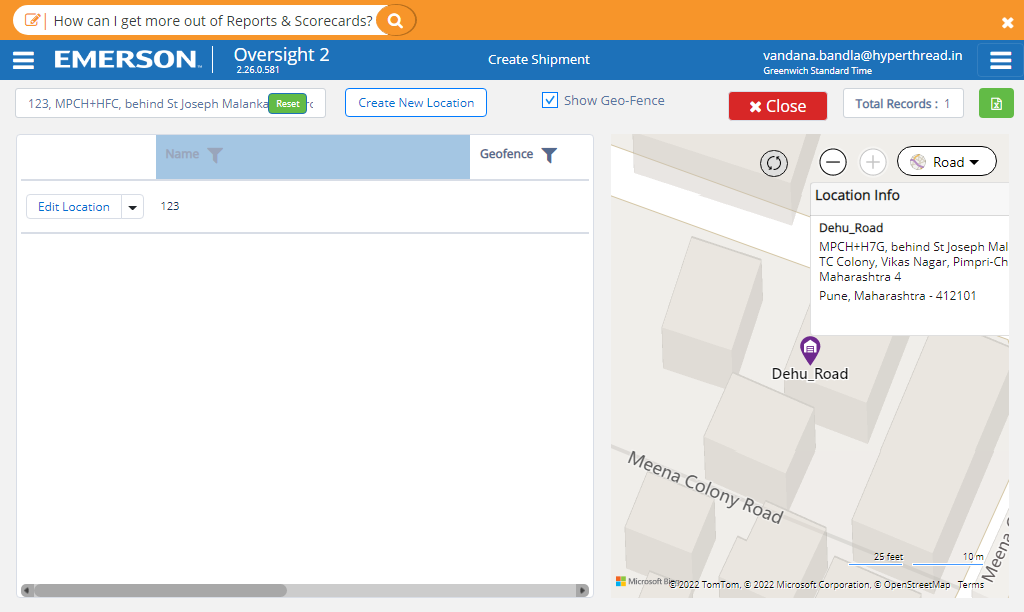 How can I get more out of Reports & Scorecards?
EMERSON
Oversight 2
2.26.0.581
Create Shipment
vandana.bandla@hyperthread.in
Greenwich Standard Time
123, MPCH+HFC, behind St Joseph Malanka
Reset
Create New Location
Show Geo-Fence
Close
Total Records : 1
Name
Geofence
Edit Location
123
Road
Location Info
Dehu_Road
MPCH+H7G, behind St Joseph Mal
TC Colony, Vikas Nagar, Pimpri-Ch
Maharashtra 4
Pune, Maharashtra - 412101
Dehu_Road
Meena Colony Road
Meena
25 feet
10 m
Microsoft Bi
© 2022 TomTom, © 2022 Microsoft Corporation, © OpenStreetMap Terms